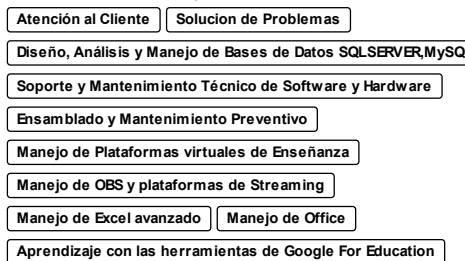 Atención al Cliente Solucion de Problemas
Diseño, Análisis y Manejo de Bases de Datos SQLSERVER,MySQ
Soporte y Mantenimiento Técnico de Software y Hardware
Ensamblado y Mantenimiento Preventivo
Manejo de Plataformas virtuales de Enseñanza
Manejo de OBS y plataformas de Streaming
Manejo de Excel avanzado Manejo de Office
Aprendizaje con las herramientas de Google For Education